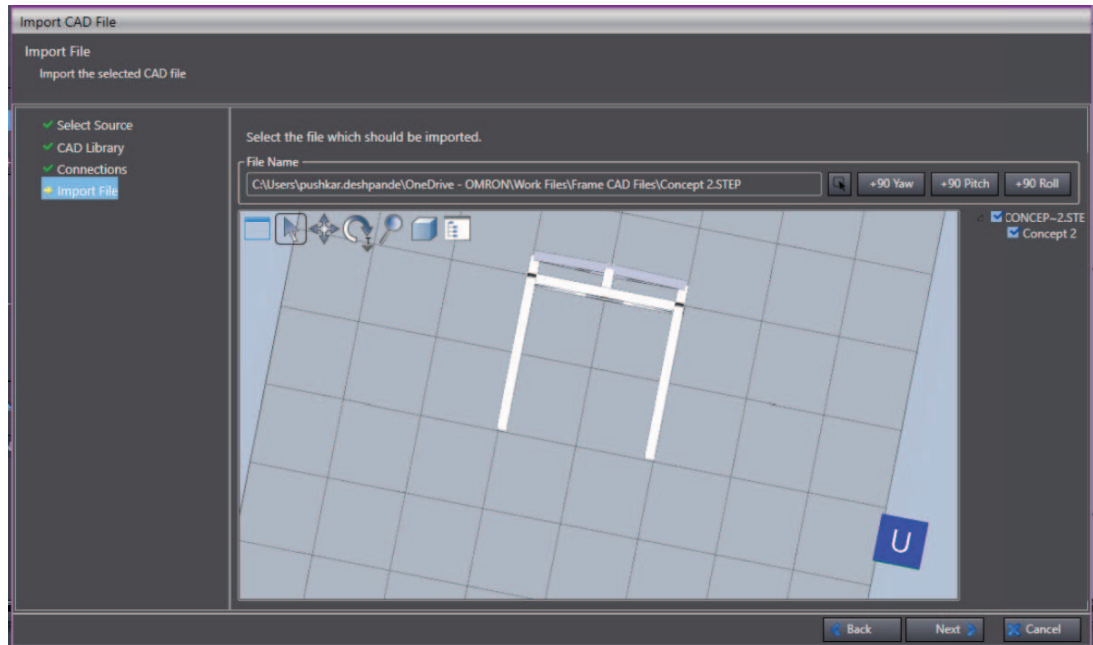 Import CAD File
Import File
Import the selected CAD file
Select Source
CAD Library
Connections
Import File
Select the file which should be imported.
File Name
C:\Users\pushkar.deshpande\OneDrive - OMRON\Work Files\Frame CAD Files\Concept 2.STEP
+90 Yaw
+90 Pitch
+90 Roll
CONCEP~2.STE
Concept 2
U
Back
Next
Cancel